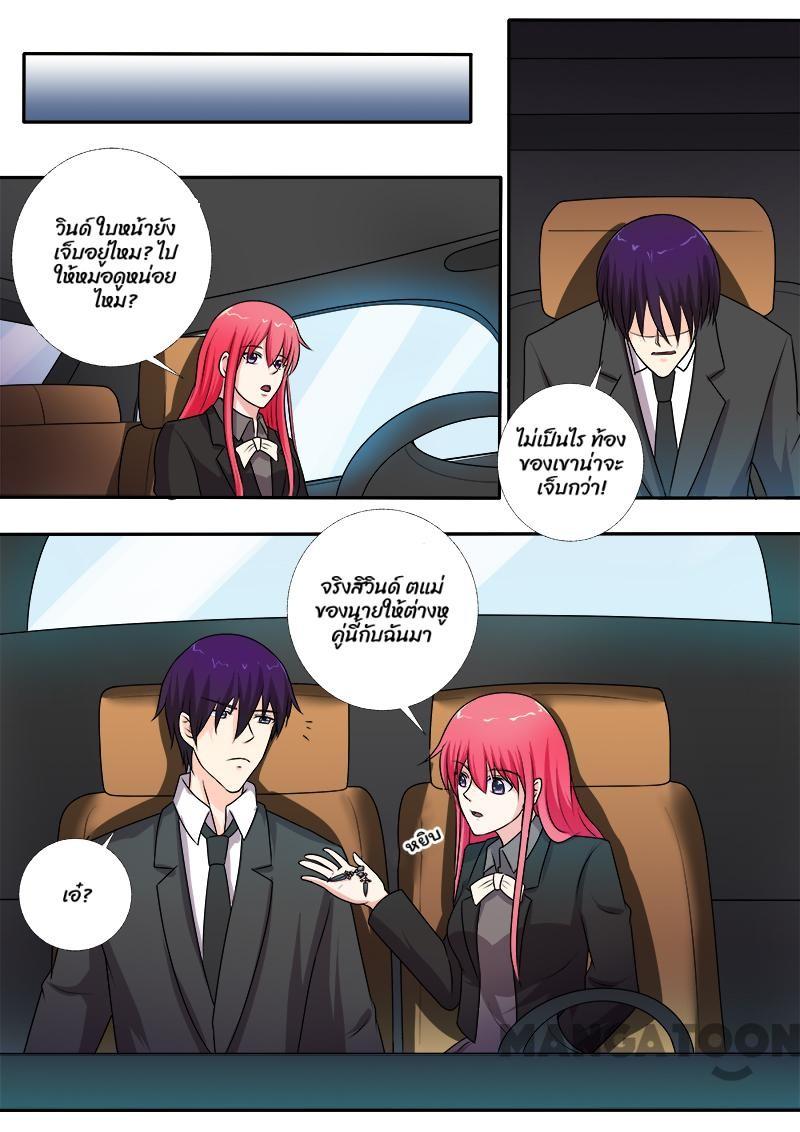 วินด์ ใบหน้ายัง
เจ็บอยู่ไหม? ไป
ให้หมอดูหน่อย
ไหม?
ไม่เป็นไร ท้อง
ของเขาน่าจะ
เจ็บกว่า!
จริงสิวินด์ ตแม่
ของนายให้ต่างหู
คู่นี้กับฉันมา
หยิบ
เอ๋?
MANGATOON